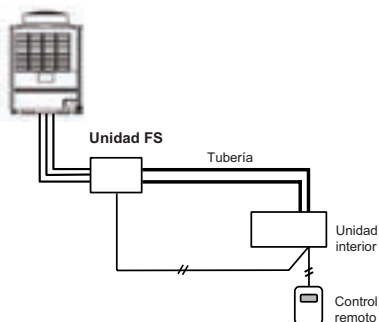 Unidad FS
Tubería
Unidad
interior
Control
remoto